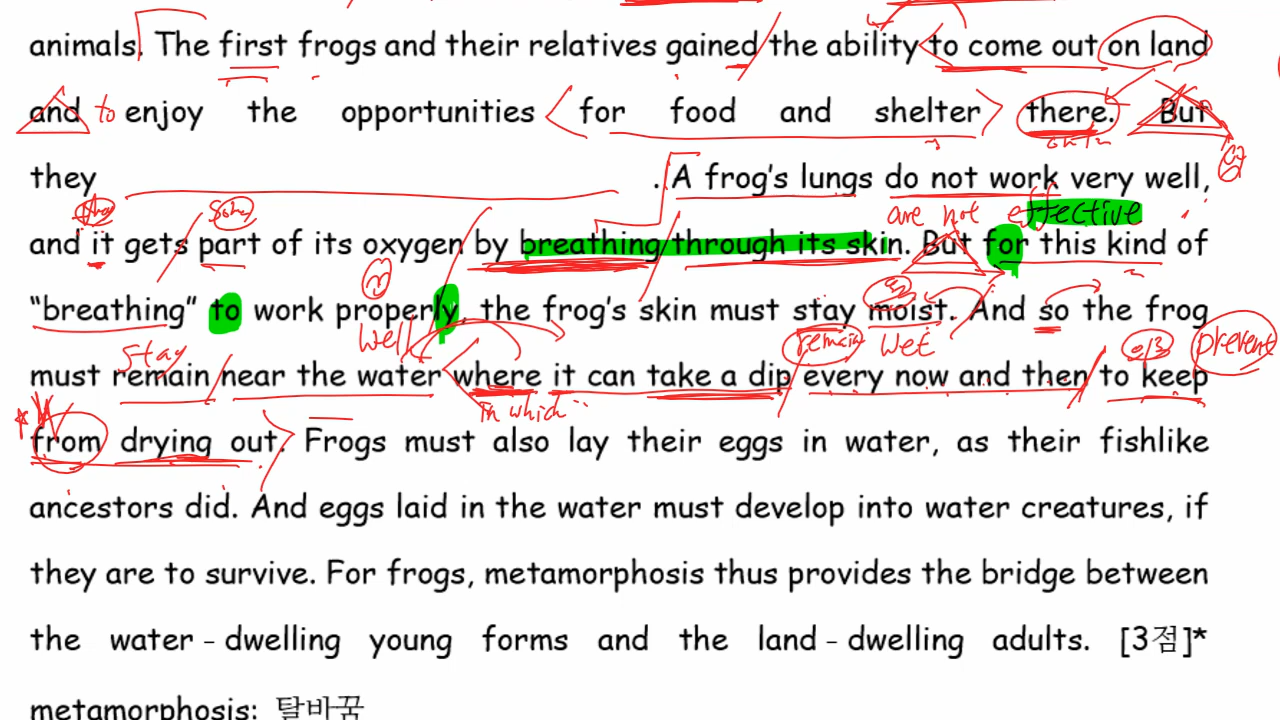 animals. The first frogs and their relatives gained the ability to come out on land
and to enjoy the opportunities for food and shelter there. But
they . A frog's lungs do not work very well,
are not effective
and it gets part of its oxygen by breathing through its skin. But for this kind of
"breathing" to work properly, the frog's skin must stay moist. And so the frog
stay well remain wet prevent
must remain near the water where it can take a dip every now and then to keep
in which
from drying out. Frogs must also lay their eggs in water, as their fishlike
ancestors did. And eggs laid in the water must develop into water creatures, if
they are to survive. For frogs, metamorphosis thus provides the bridge between
the water-dwelling young forms and the land-dwelling adults. [3점]*
metamorphosis: 탈바꿈